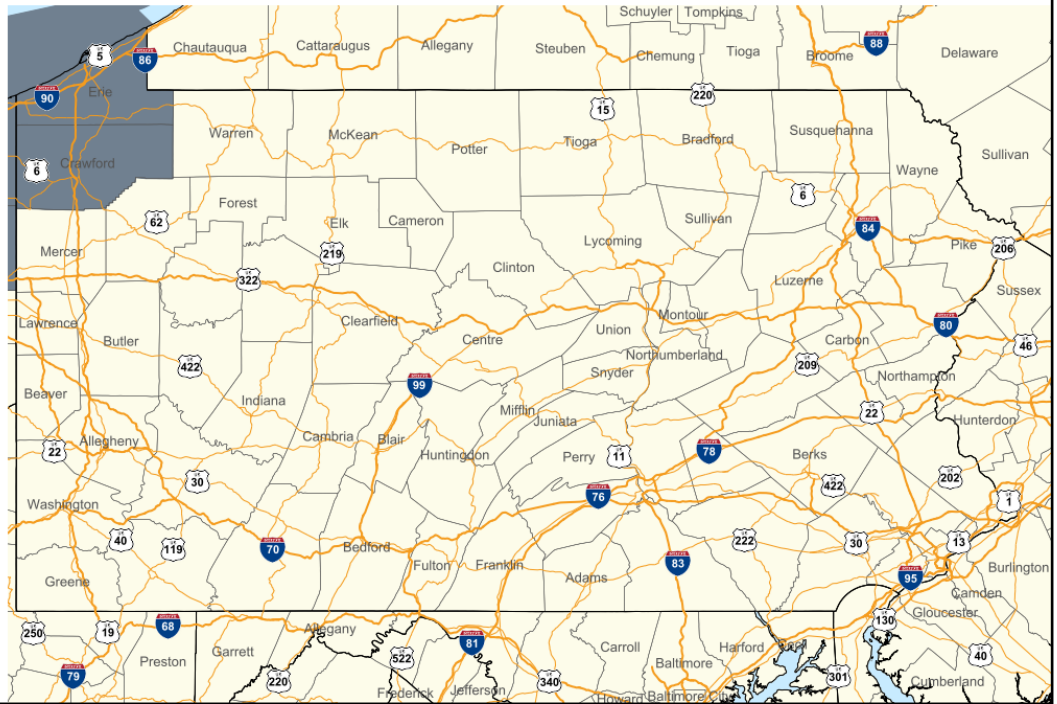 Schuyler Tompkins
Chautauqua Cattaraugus Allegany Steuben Chemung Tioga Broome 88 Delaware
5
86
90
Erie
15
220
Warren McKean Potter Tioga Bradford Susquehanna
Sullivan
6
Crawford
Wayne
6
Forest
62
Elk Cameron
Sullivan
84
Mercer
219
Lycoming
Pike
206
322
Clinton
Luzerne
Sussex
Lawrence
Clearfield
Montour
80
Butler
Centre
Union
Carbon
46
Northumberland
422
209
Snyder
Northampton
99
Beaver
Indiana
Mifflin
22
Juniata
Hunterdon
Allegheny
Cambria Blair
22
Huntingdon
Perry
11
78
Berks
30
422
202
76
Washington
1
40
119
70
Bedford
222
30
13
Fulton Franklin
83
Greene
Adams
95
Burlington
Camden
Gloucester
250
19
68
Allegany
130
81
Preston Garrett
522
Carroll
Harford
Cecil
40
Baltimore
79
220
340
301
Cumberland
Frederick
Jefferson
Howard
Baltimore City